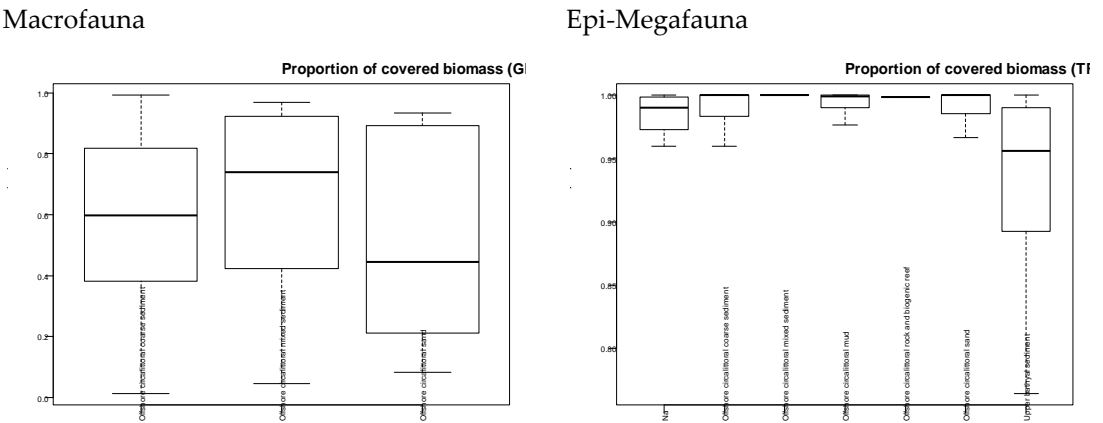 Macrofauna
Epi-Megafauna
Proportion of covered biomass (G
1.0
0.8
0.6
0.4
0.2
0.0
Offshore circalittoral coarse sediment
Offshore circalittoral mixed sediment
Offshore circalittoral sand
Proportion of covered biomass (T
1.00
0.95
0.90
0.85
0.80
Na
Offshore circalittoral coarse sediment
Offshore circalittoral mixed sediment
Offshore circalittoral mud
Offshore circalittoral rock and biogenic reef
Offshore circalittoral sand
Upper bathyal sediment